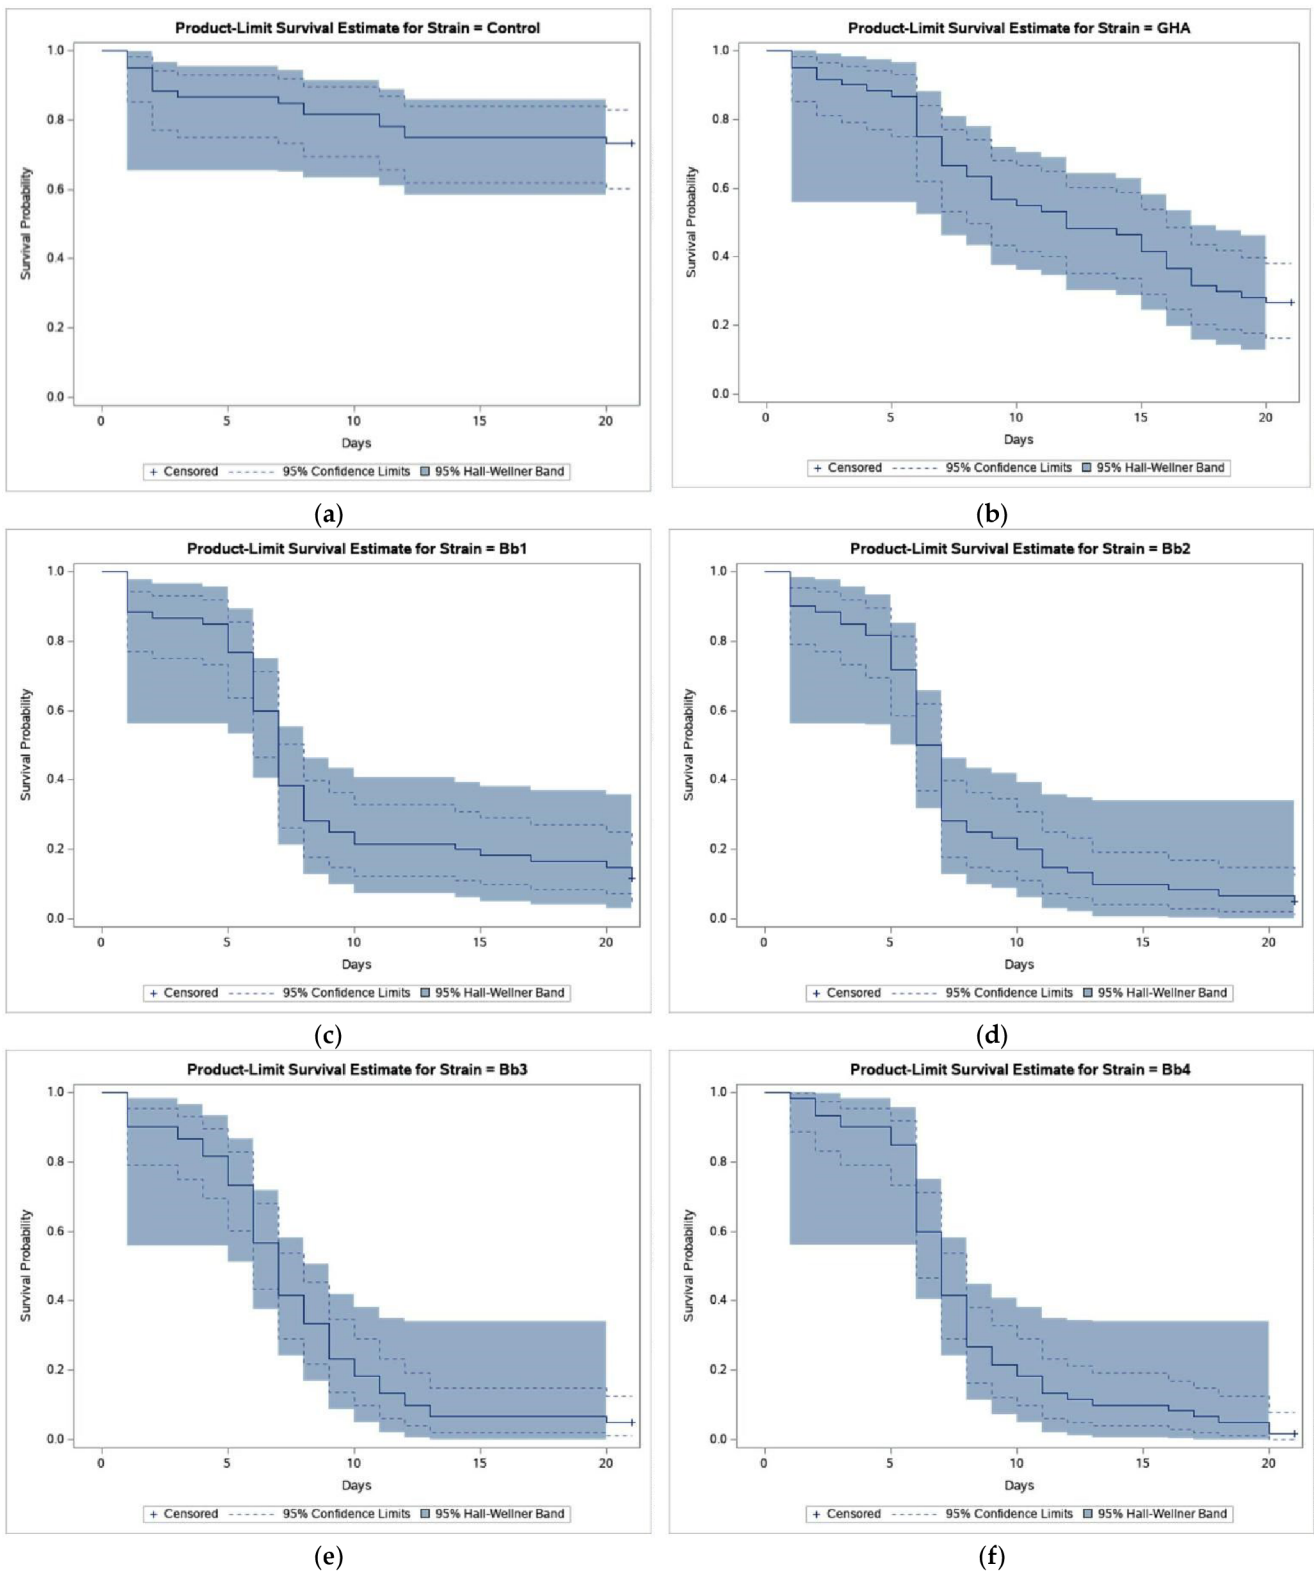 Product-Limit Survival Estimate for Strain = Control
1.0
0.8
0.6
0.4
0.2
0.0
Survival Probability
0 5 10 15 20
Days
+ Censored 95% Confidence Limits 95% Hall-Wellner Band
(a)
Product-Limit Survival Estimate for Strain = GHA
1.0
0.8
0.6
0.4
0.2
0.0
Survival Probability
0 5 10 15 20
Days
+ Censored 95% Confidence Limits 95% Hall-Wellner Band
(b)
Product-Limit Survival Estimate for Strain = Bb1
1.0
0.8
0.6
0.4
0.2
0.0
Survival Probability
0 5 10 15 20
Days
+ Censored 95% Confidence Limits 95% Hall-Wellner Band
(c)
Product-Limit Survival Estimate for Strain = Bb2
1.0
0.8
0.6
0.4
0.2
0.0
Survival Probability
0 5 10 15 20
Days
+ Censored 95% Confidence Limits 95% Hall-Wellner Band
(d)
Product-Limit Survival Estimate for Strain = Bb3
1.0
0.8
0.6
0.4
0.2
0.0
Survival Probability
0 5 10 15 20
Days
+ Censored 95% Confidence Limits 95% Hall-Wellner Band
(e)
Product-Limit Survival Estimate for Strain = Bb4
1.0
0.8
0.6
0.4
0.2
0.0
Survival Probability
0 5 10 15 20
Days
+ Censored 95% Confidence Limits 95% Hall-Wellner Band
(f)